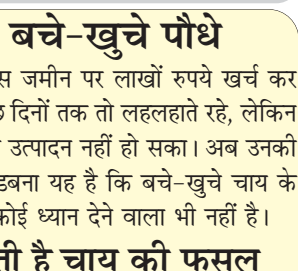 बचे-खुचे पौधे
जमीन पर लाखों रुपये खर्च कर
दिनों तक तो लहलहाते रहे, लेकिन
उत्पादन नहीं हो सका। अब उनकी
यह है कि बचे-खुचे चाय के
ध्यान देने वाला भी नहीं है।
है चाय की फसल